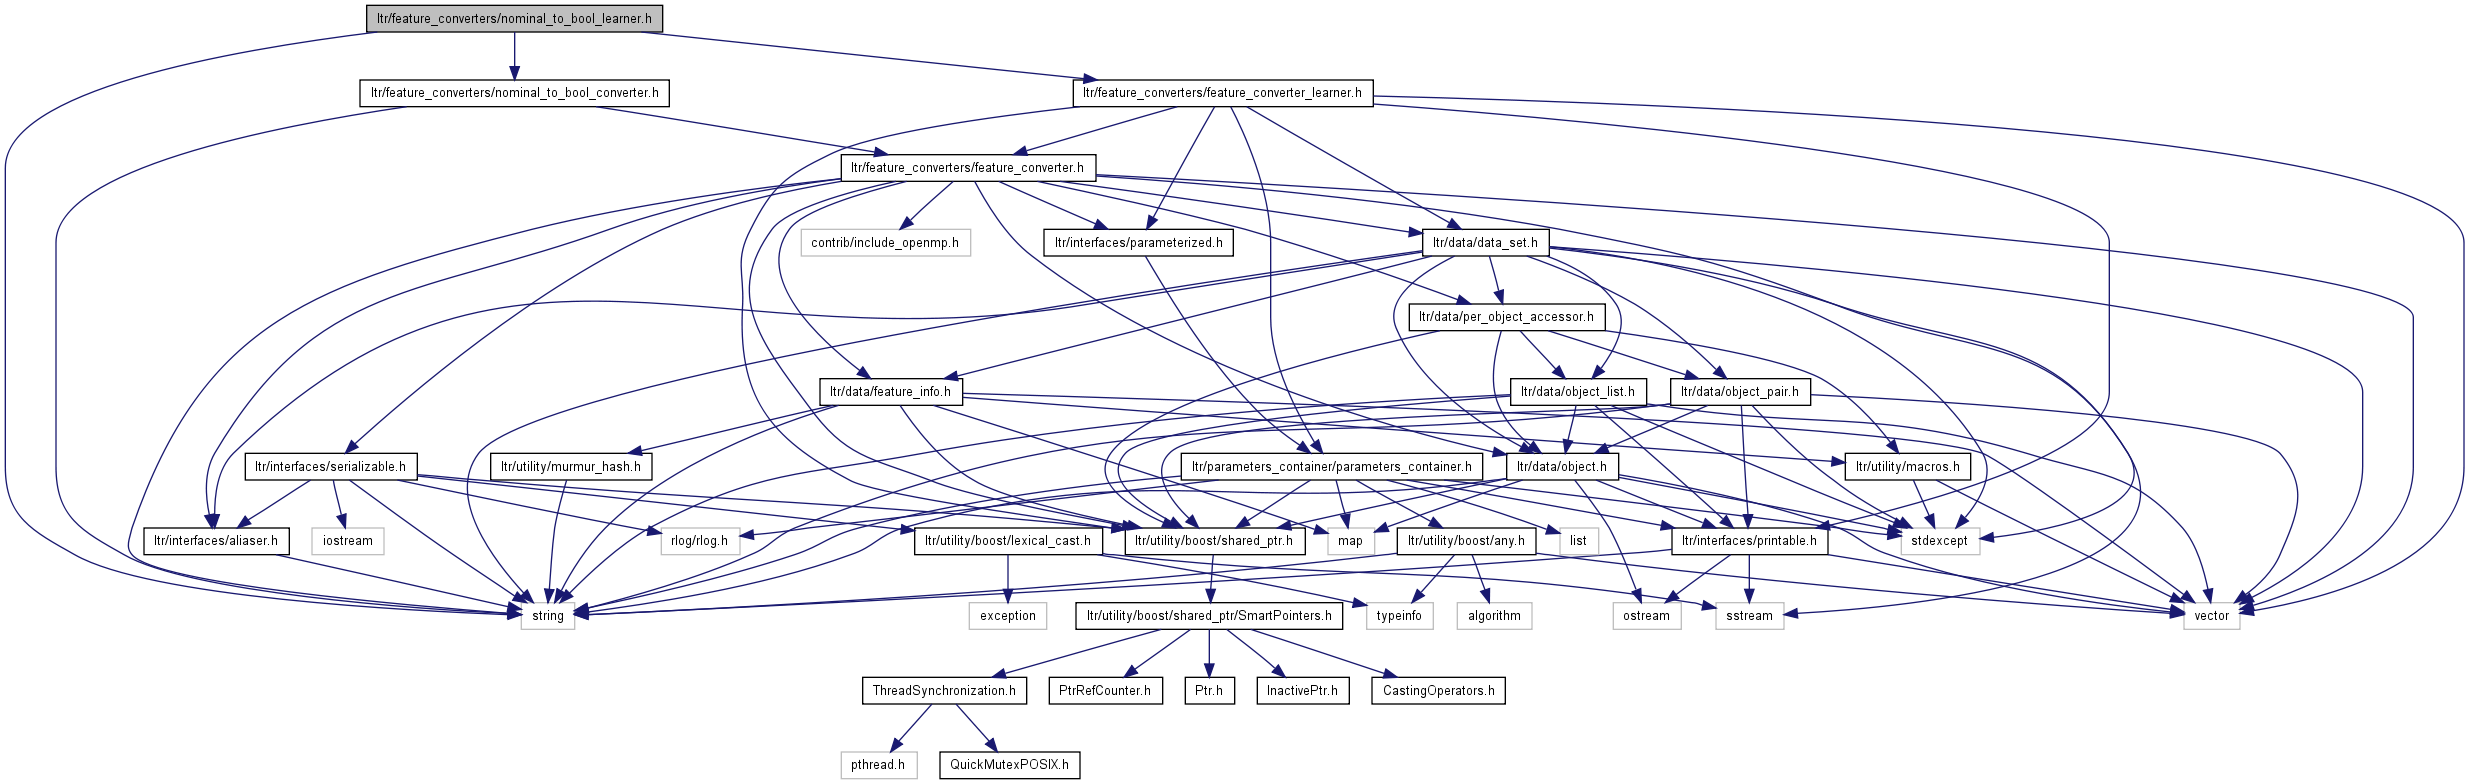 ltr/feature_converters/nominal_to_bool_learner.h
ltr/feature_converters/nominal_to_bool_converter.h
ltr/feature_converters/feature_converter_learner.h
ltr/feature_converters/feature_converter.h
contrib/include_openmp.h
ltr/interfaces/parameterized.h
ltr/data/data_set.h
ltr/data/per_object_accessor.h
ltr/data/feature_info.h
ltr/data/object_list.h
ltr/data/object_pair.h
ltr/interfaces/serializable.h
ltr/utility/murmur_hash.h
ltr/parameters_container/parameters_container.h
ltr/data/object.h
ltr/utility/macros.h
ltr/interfaces/aliaser.h
iostream
rlog/rlog.h
ltr/utility/boost/lexical_cast.h
ltr/utility/boost/shared_ptr.h
map
ltr/utility/boost/any.h
list
ltr/interfaces/printable.h
stdexcept
string
exception
ltr/utility/boost/shared_ptr/SmartPointers.h
typeinfo
algorithm
ostream
sstream
vector
ThreadSynchronization.h
PtrRefCounter.h
Ptr.h
InactivePtr.h
CastingOperators.h
pthread.h
QuickMutexPOSIX.h